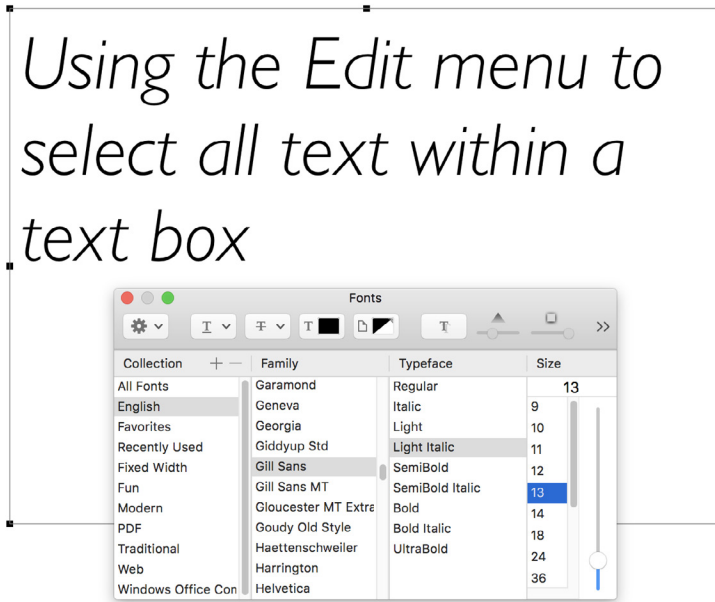 Using the Edit menu to
select all text within a
text box
Fonts
T T T T
Collection + − Family Typeface Size
All Fonts Garamond Regular 13
English Geneva Italic 9
Favorites Georgia Light 10
Recently Used Giddyup Std Light Italic 11
Fixed Width Gill Sans SemiBold 12
Fun Gill Sans MT SemiBold Italic 13
Modern Gloucester MT Extra Bold 14
PDF Goudy Old Style Bold Italic 18
Traditional Haettenschweiler UltraBold 24
Web Harrington 36
Windows Office Con Helvetica